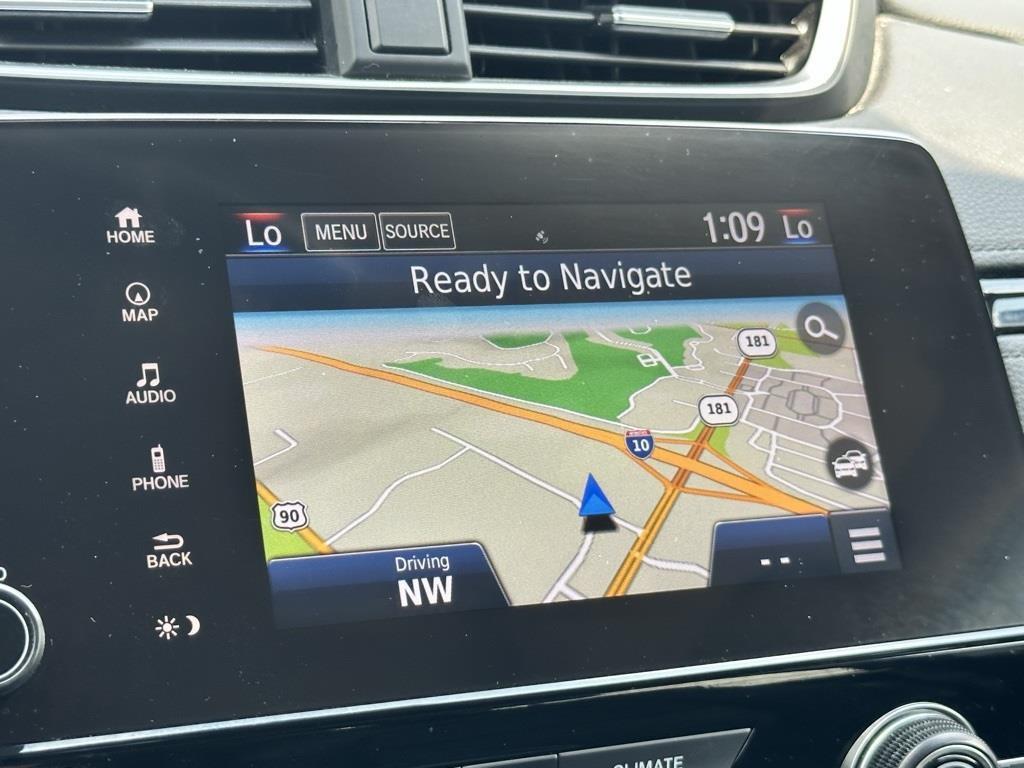 Lo
MENU
SOURCE
1:09
Lo
Ready to Navigate
HOME
MAP
AUDIO
PHONE
BACK
181
181
10
90
Driving
NW
--
CLIMATE